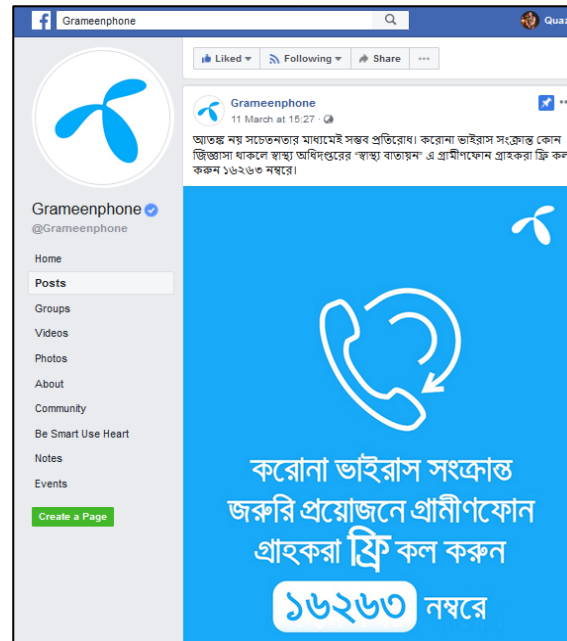 Grameenphone
Quaz
Liked
Following
Share
Grameenphone
11 March at 15:27
আতঙ্ক নয় সচেতনতার মাধ্যমেই সম্ভব প্রতিরোধ। করোনা ভাইরাস সংক্রান্ত কোন
জিজ্ঞাসা থাকলে স্বাস্থ্য অধিদপ্তরের "স্বাস্থ্য বাতায়ন" এ গ্রামীণফোন গ্রাহকরা ফ্রি কল
করুন ১৬২৬৩ নম্বরে।
Grameenphone
@Grameenphone
Home
Posts
Groups
Videos
Photos
About
Community
Be Smart Use Heart
Notes
Events
Create a Page
করোনা ভাইরাস সংক্রান্ত
জরুরি প্রয়োজনে গ্রামীণফোন
গ্রাহকরা ফ্রি কল করুন
১৬২৬৩ নম্বরে